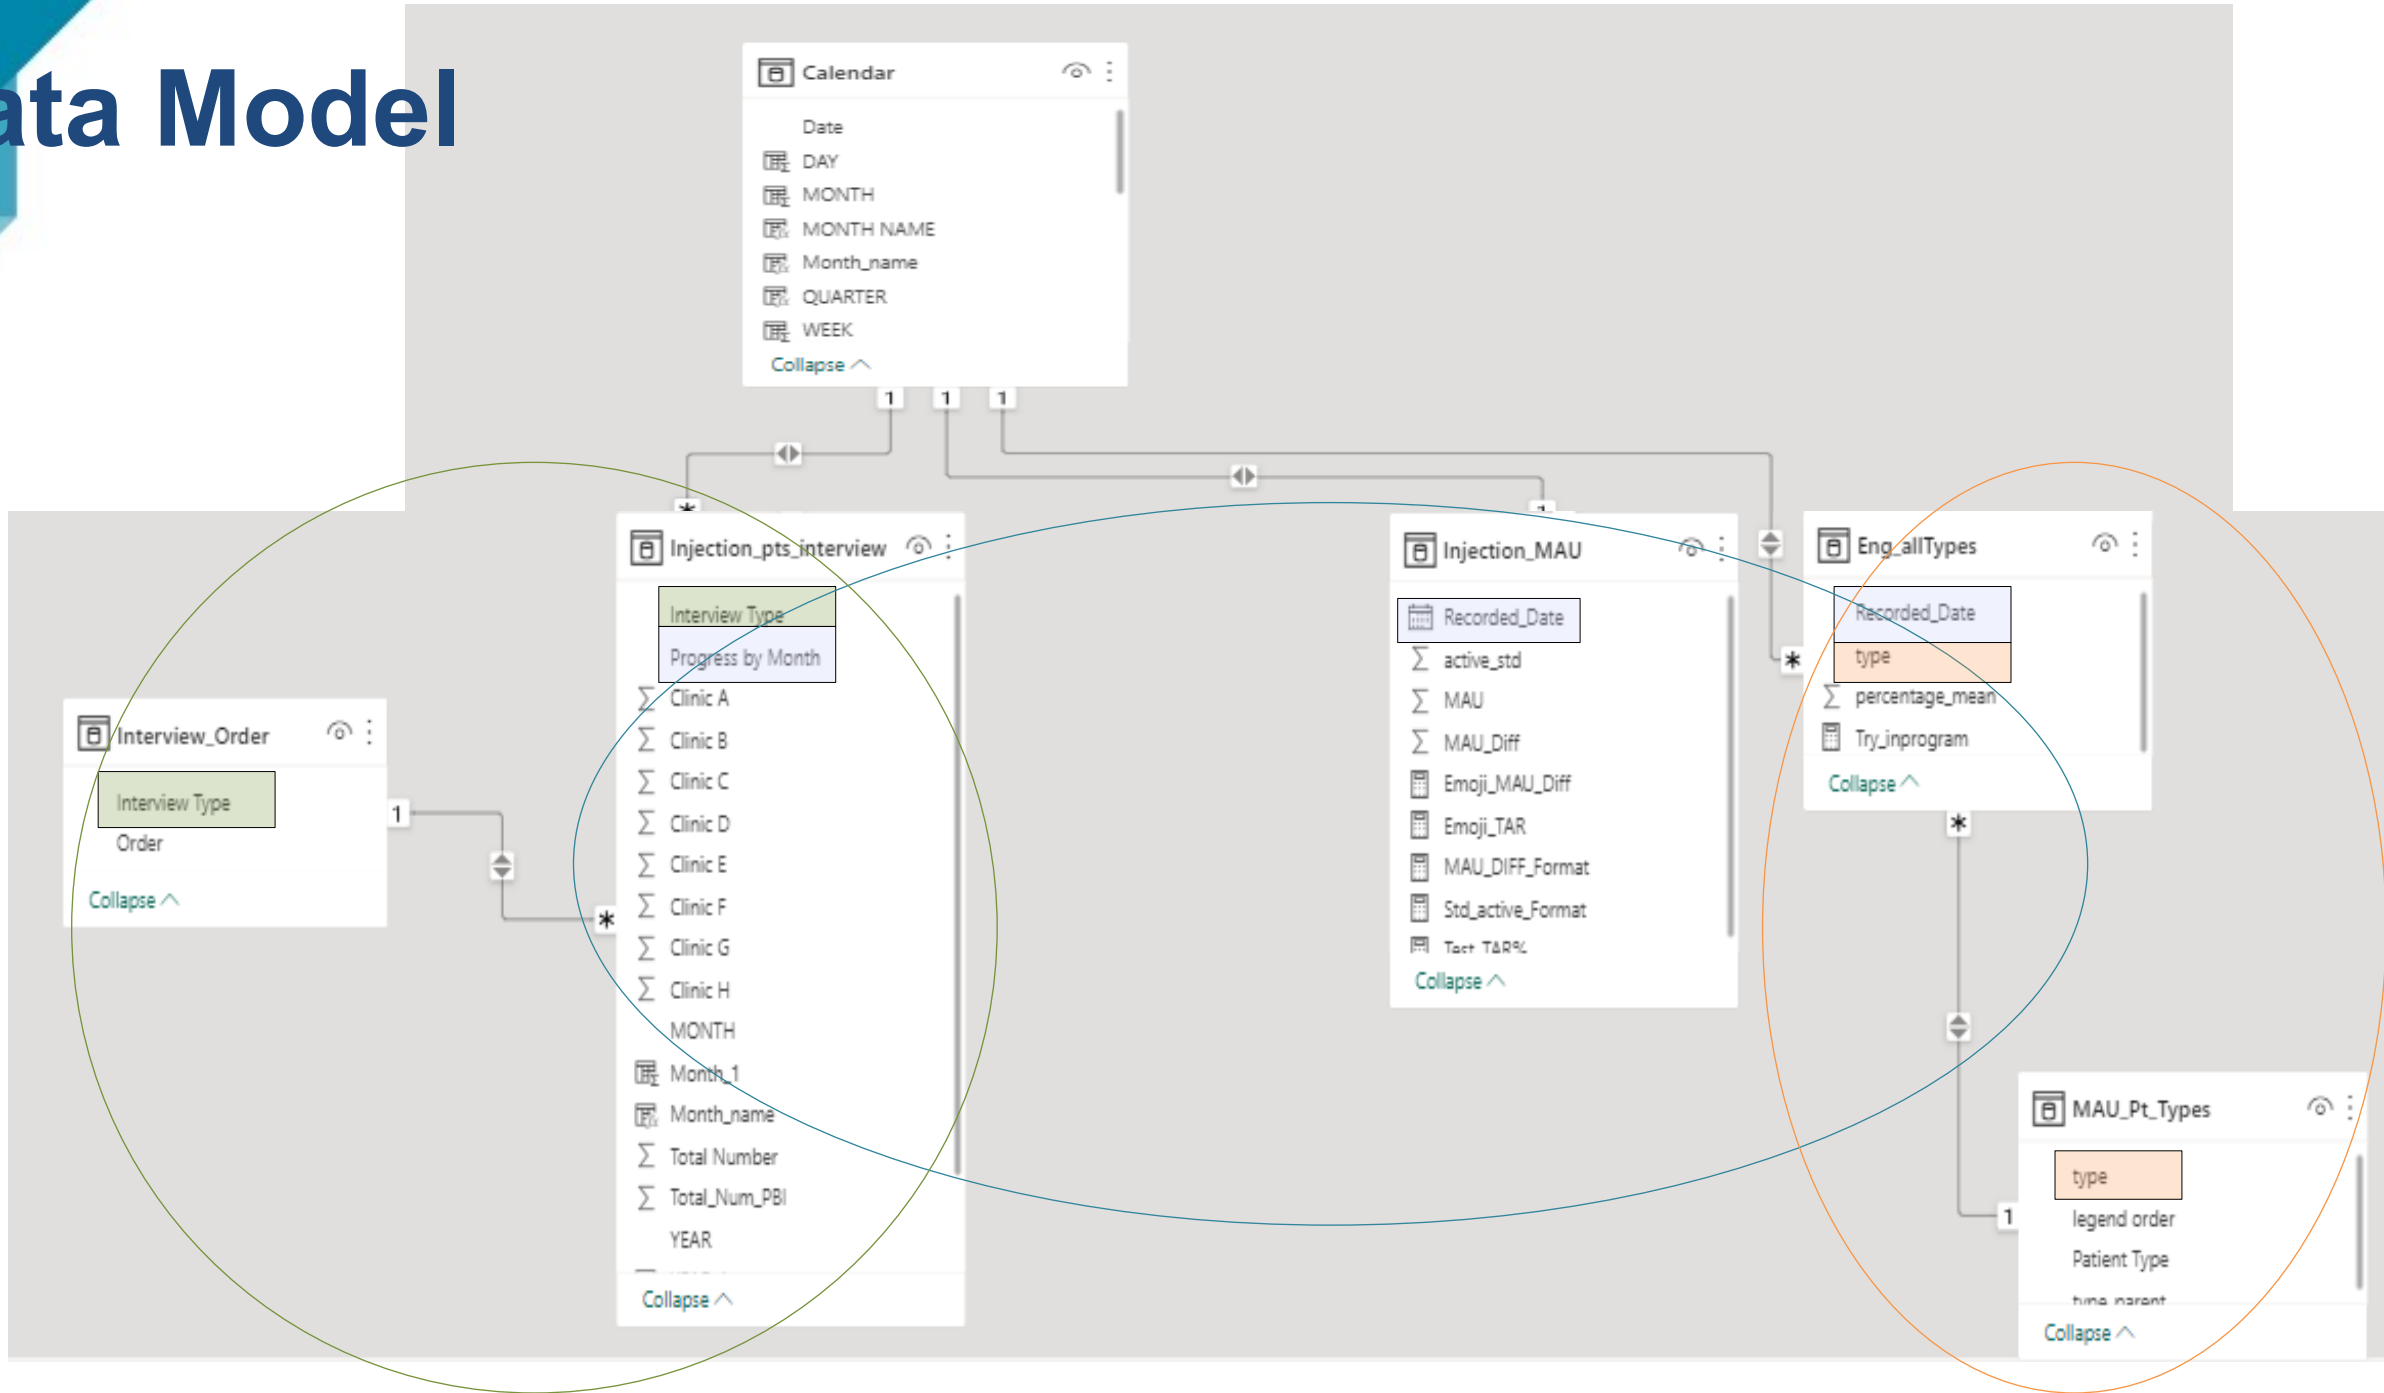 ata Model
Calendar
Date
DAY
MONTH
MONTH NAME
Month_name
QUARTER
WEEK
Collapse
1 1 1
*
1
Injection_pts_interview
Interview Type
Progress by Month
Clinic A
Clinic B
Clinic C
Clinic D
Clinic E
Clinic F
Clinic G
Clinic H
MONTH
Month_1
Month_name
Total Number
Total_Num_PBI
YEAR
Collapse
Interview_Order
Interview Type
Order
Collapse
1
*
Injection_MAU
Recorded_Date
active_std
MAU
MAU_Diff
Emoji_MAU_Diff
Emoji_TAR
MAU_DIFF_Format
Std_active_Format
Test_TAR%
Collapse
Eng_allTypes
Recorded_Date
type
percentage_mean
Try_inprogram
Collapse
*
*
1
MAU_Pt_Types
type
legend order
Patient Type
type_parent
Collapse